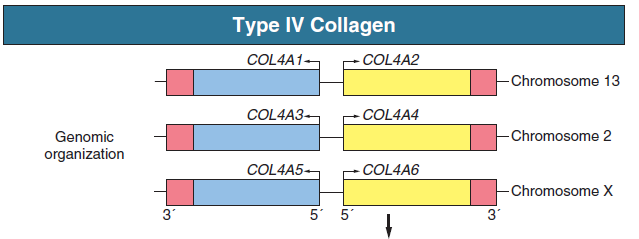 Type IV Collagen
COL4A1 COL4A2
Chromosome 13
COL4A3 COL4A4
Genomic
organization
Chromosome 2
COL4A5 COL4A6
Chromosome X
3´ 5´ 5´ 3´